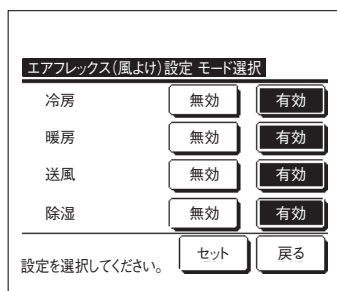 エアフレックス(風よけ)設定 モード選択
冷房 無効 有効
暖房 無効 有効
送風 無効 有効
除湿 無効 有効
設定を選択してください。 セット 戻る